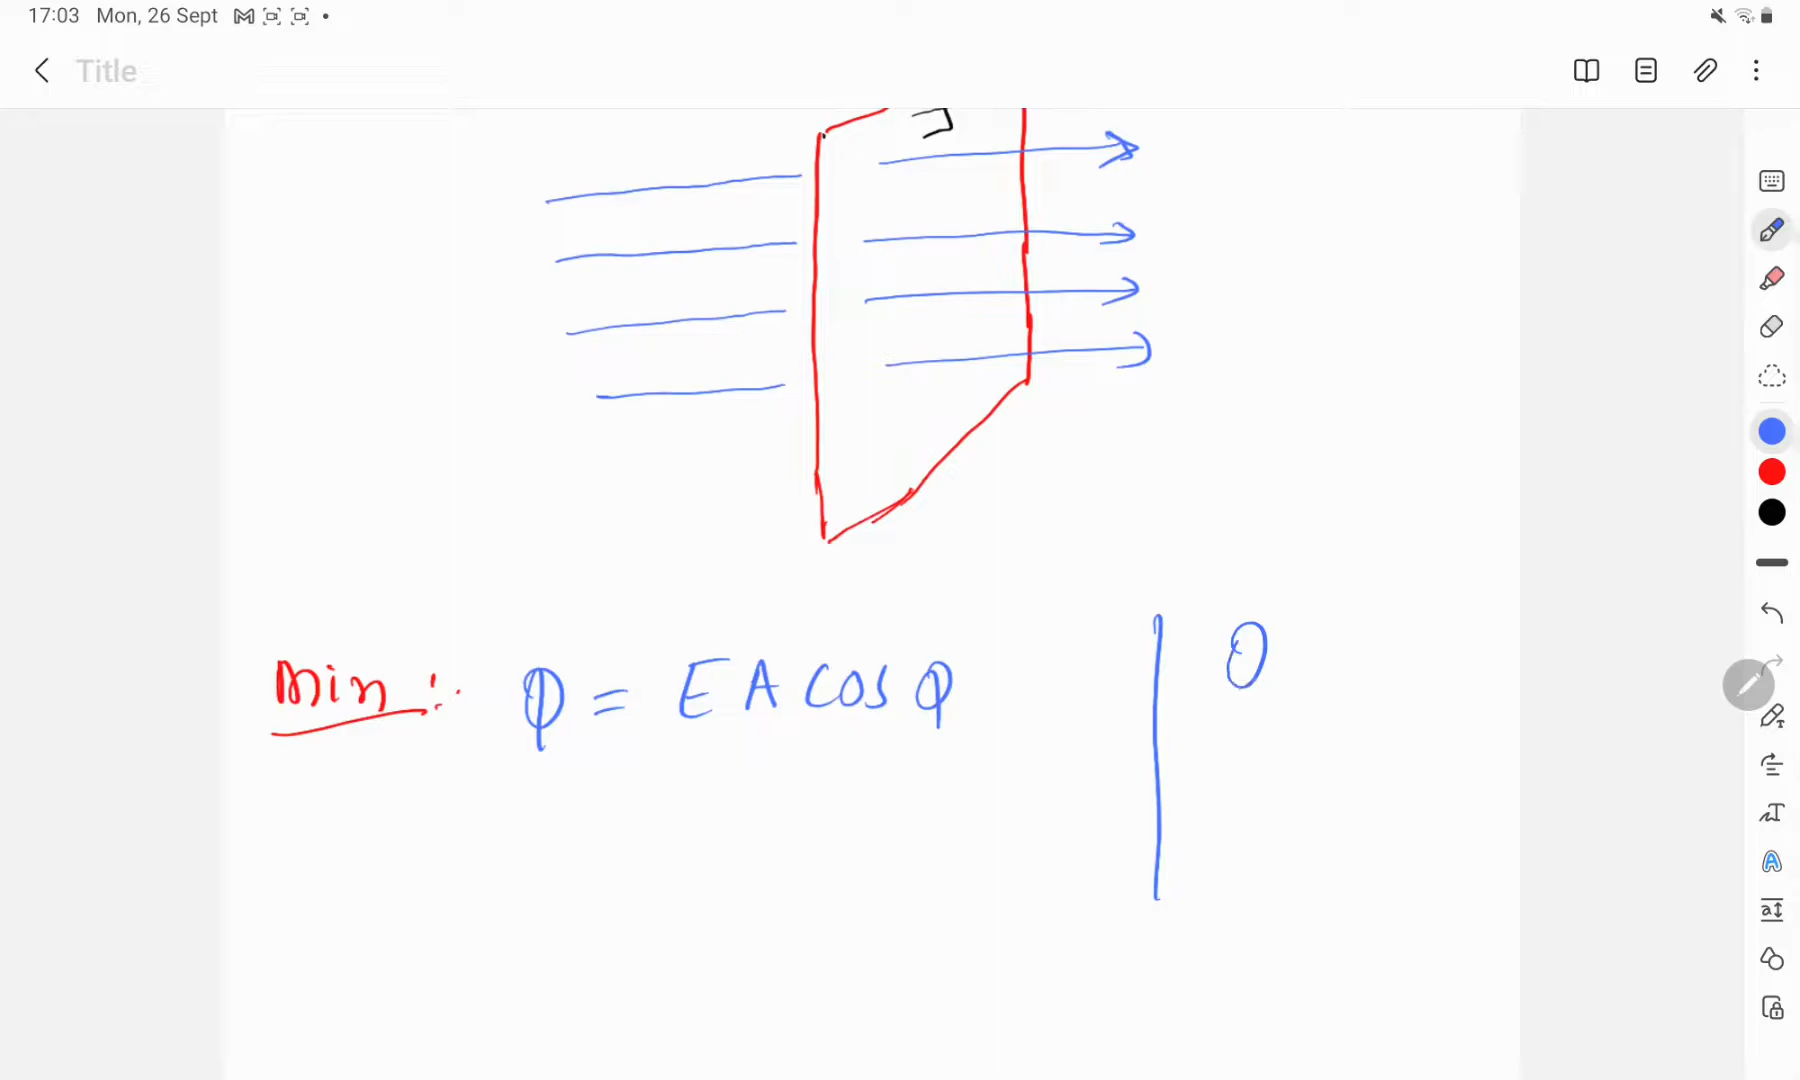 17:03 Mon, 26 Sept
Title
Min :- Φ = E A cos φ
0